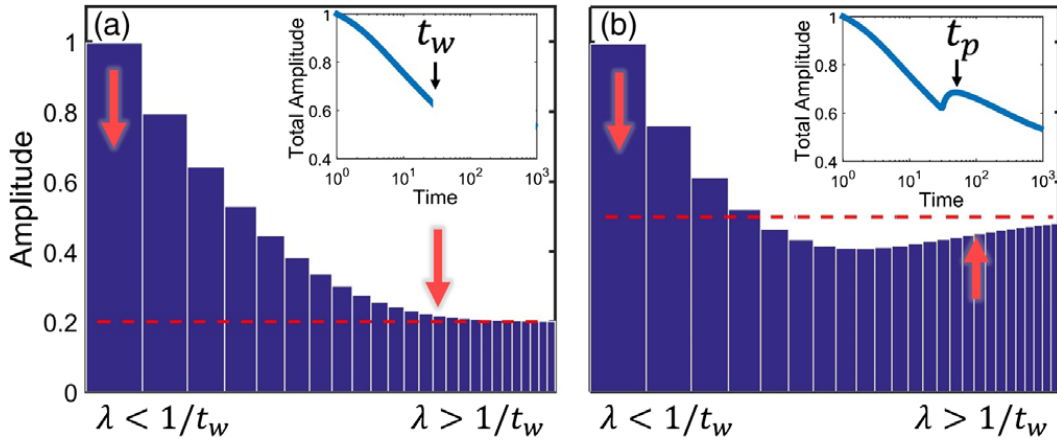 (a)
Amplitude
1
0.8
0.6
0.4
0.2
0
λ < 1/t_w
λ > 1/t_w
Total Amplitude
1
0.8
0.6
0.4
10^0
10^1
10^2
10^3
Time
t_w
(b)
λ < 1/t_w
λ > 1/t_w
Total Amplitude
1
0.8
0.6
0.4
10^0
10^1
10^2
10^3
Time
t_p